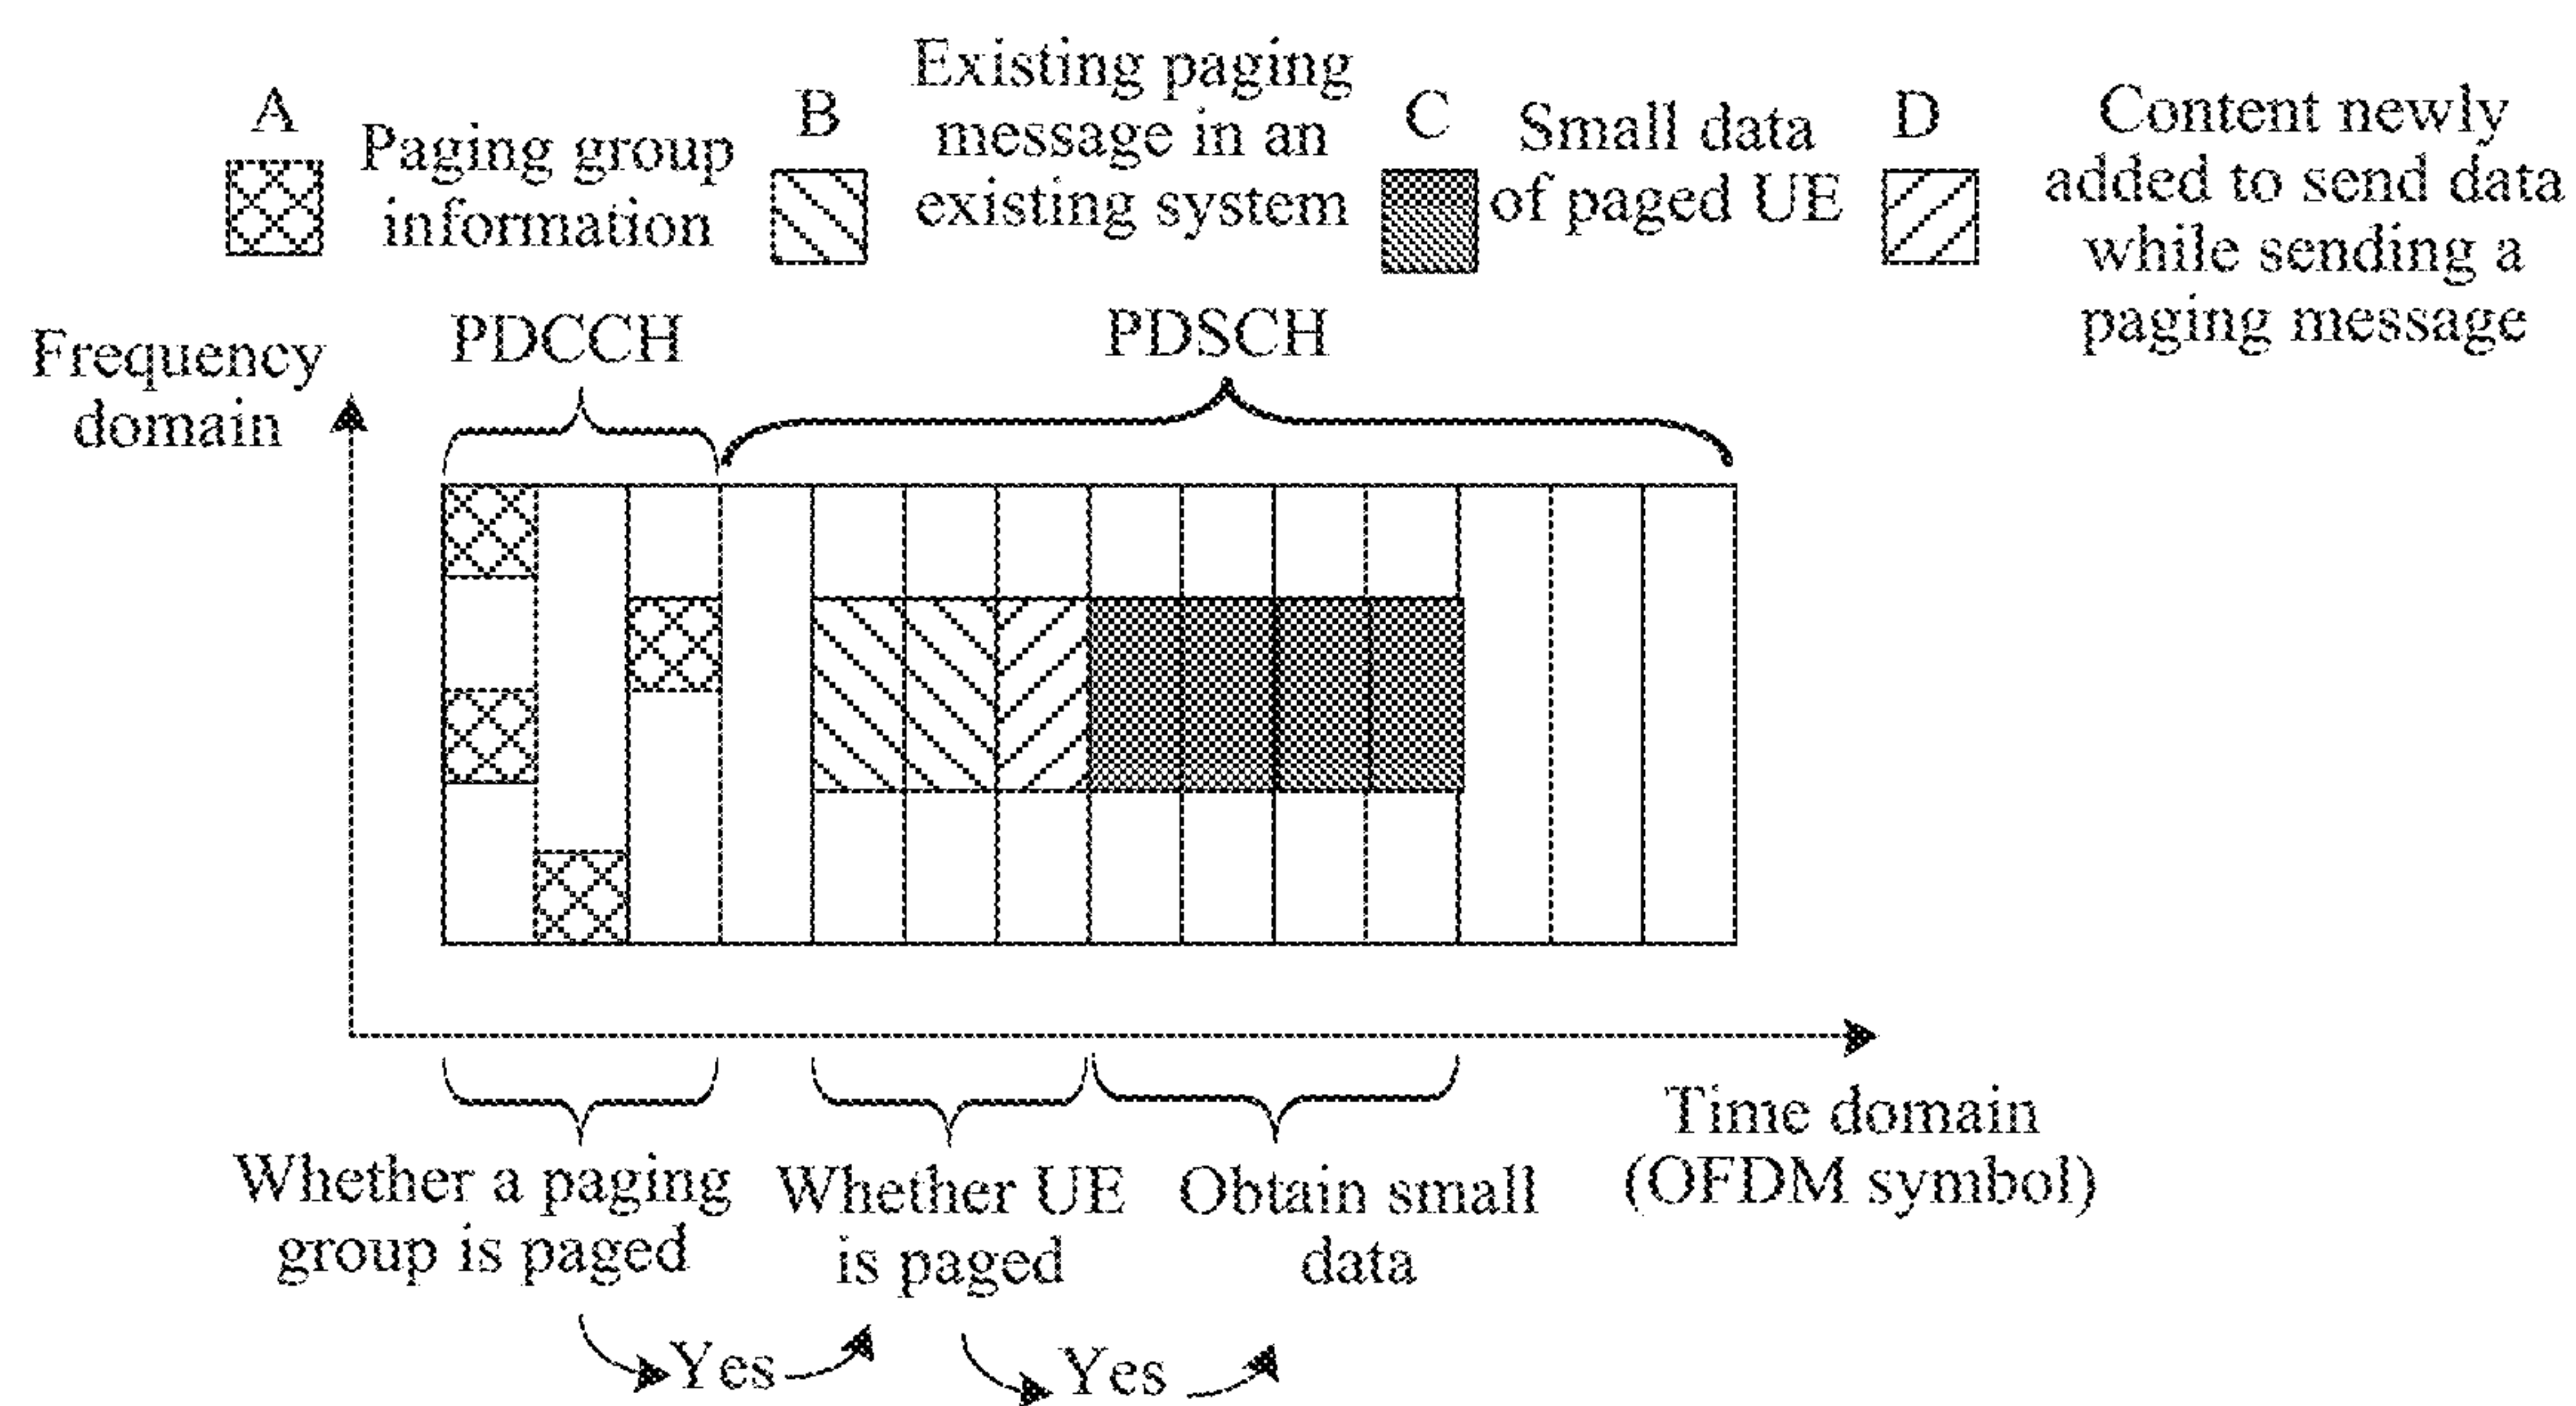 A
Paging group
information
B
Existing paging
message in an
existing system
C
Small data
of paged UE
D
Content newly
added to send data
while sending a
paging message
Frequency
domain
PDCCH
PDSCH
Time domain
(OFDM symbol)
Whether a paging
group is paged
Whether UE
is paged
Obtain small
data
Yes
Yes